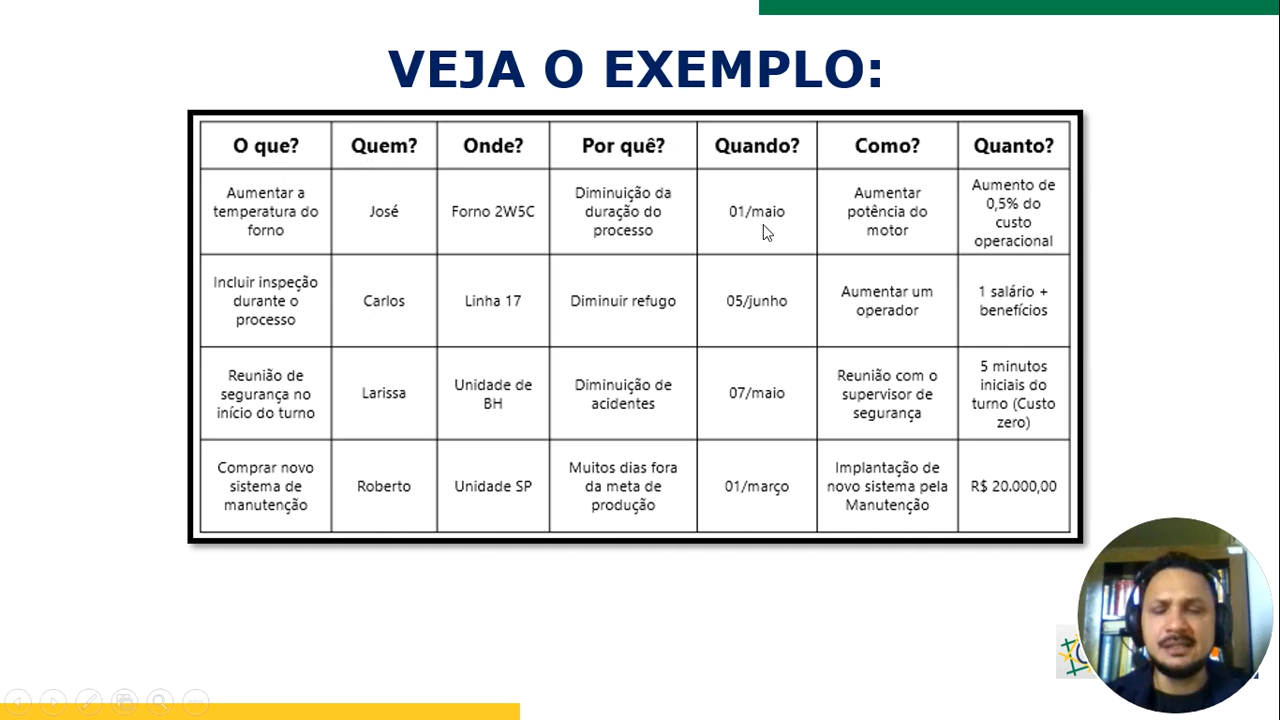 VEJA O EXEMPLO:
O que? Quem? Onde? Por quê? Quando? Como? Quanto?
Aumentar a
temperatura do
forno
José
Forno 2W5C
Diminuição da
duração do
processo
01/maio
Aumentar
potência do
motor
Aumento de
0,5% do
custo
operacional
Incluir inspeção
durante o
processo
Carlos
Linha 17
Diminuir refugo
05/junho
Aumentar um
operador
1 salário +
benefícios
Reunião de
segurança no
início do turno
Larissa
Unidade de
BH
Diminuição de
acidentes
07/maio
Reunião com o
supervisor de
segurança
5 minutos
iniciais do
turno (Custo
zero)
Comprar novo
sistema de
manutenção
Roberto
Unidade SP
Muitos dias fora
da meta de
produção
01/março
Implantação de
novo sistema pela
Manutenção
R$ 20.000,00